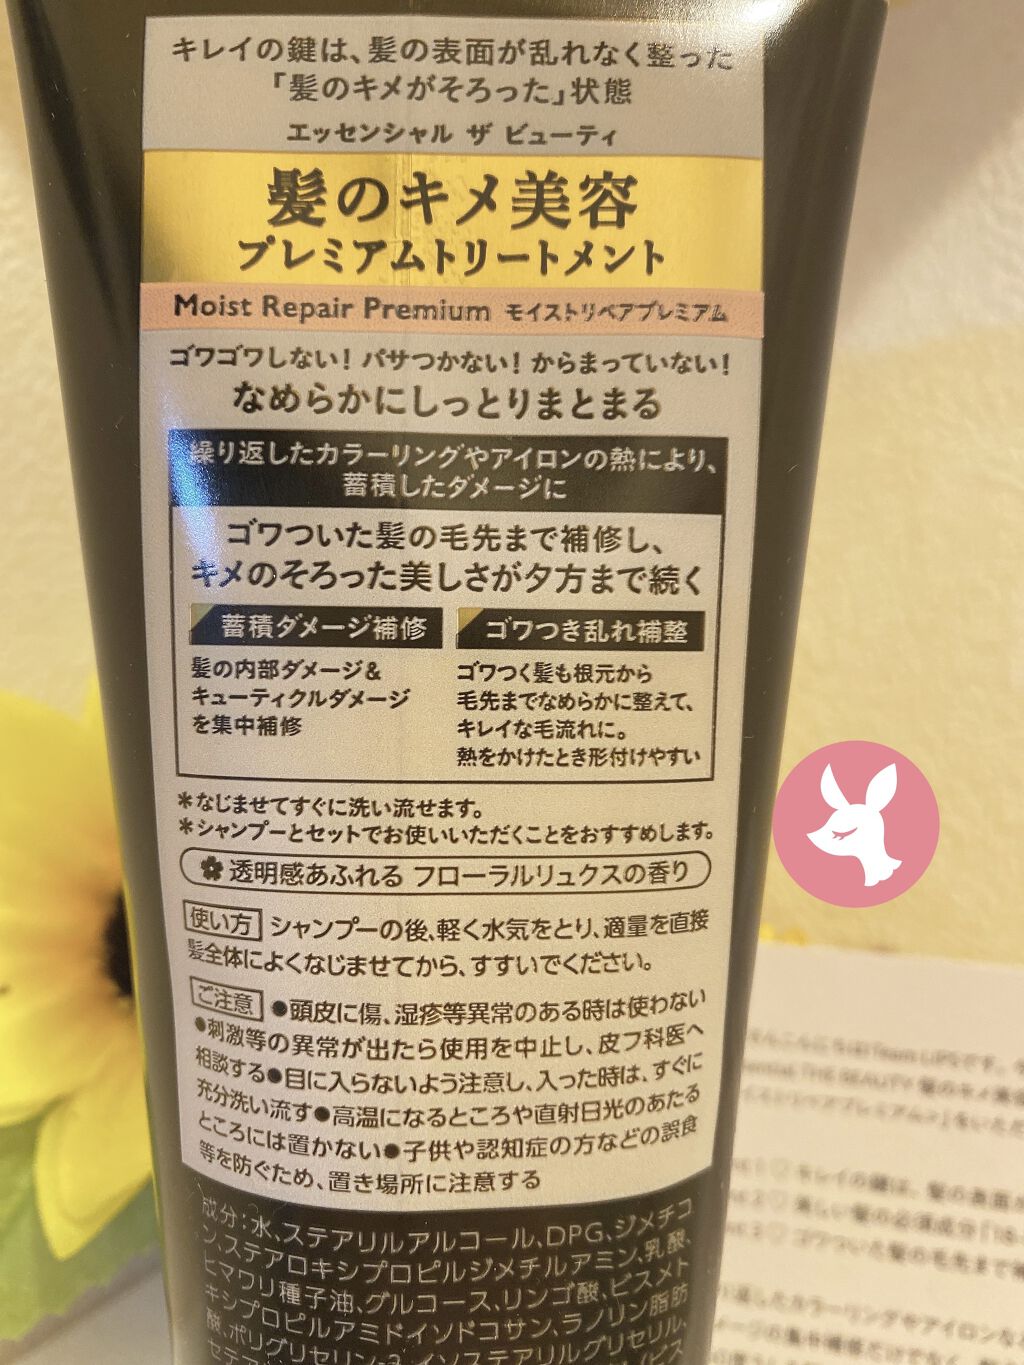 キレイの鍵は、髪の表面が乱れなく整った
「髪のキメがそろった」状態
エッセンシャル ザ ビューティ
髪のキメ美容
プレミアムトリートメント
Moist Repair Premium モイストリペアプレミアム
ゴワゴワしない! パサつかない! からまっていない!
なめらかにしっとりまとまる
繰り返したカラーリングやアイロンの熱により、
蓄積したダメージに
ゴワついた髪の毛先まで補修し、
キメのそろった美しさが夕方まで続く
蓄積ダメージ補修
髪の内部ダメージ&
キューティクルダメージ
を集中補修
ゴワつき乱れ補整
ゴワつく髪も根元から
毛先までなめらかに整えて、
キレイな毛流れに。
熱をかけたとき形付けやすい
*なじませてすぐに洗い流せます。
*シャンプーとセットでお使いいただくことをおすすめします。
透明感あふれる フローラルリュクスの香り
使い方 シャンプーの後、軽く水気をとり、適量を直接
髪全体によくなじませてから、すすいでください。
ご注意 ●頭皮に傷、湿疹等異常のある時は使わない
●刺激等の異常が出たら使用を中止し、皮フ科医へ
相談する●目に入らないよう注意し、入った時は、すぐに
充分洗い流す●高温になるところや直射日光のあたる
ところには置かない●子供や認知症の方などの誤食
等を防ぐため、置き場所に注意する
成分:水、ステアリルアルコール、DPG、ジメチコ
ン、ステアロキシプロピルジメチルアミン、乳酸、
ヒマワリ種子油、グルコース、リンゴ酸、ビスメト
キシプロピルアミドイソドコサン、ラノリン脂肪
酸、ポリグリセリン-3、イソステアリルグリセリル、